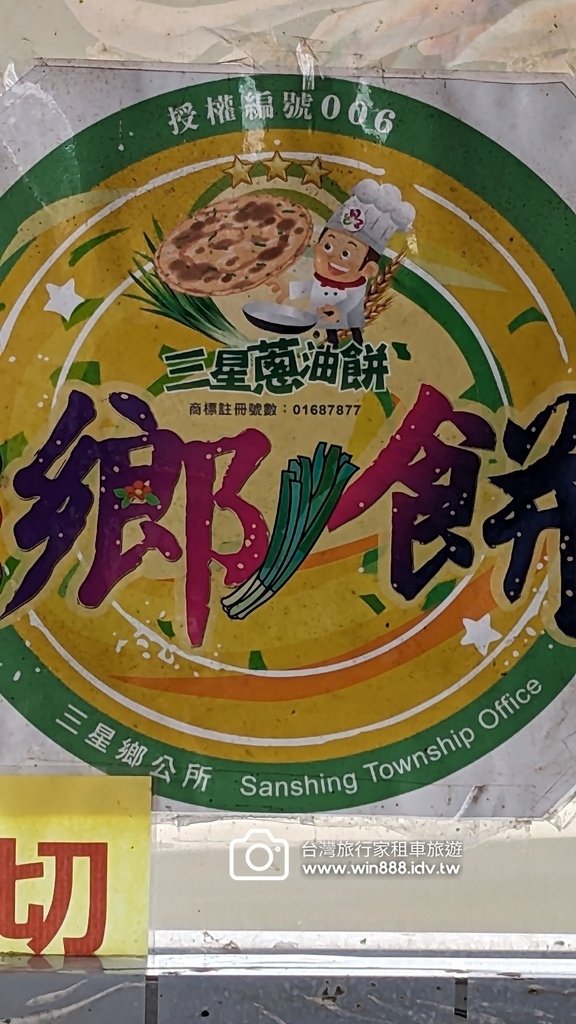 授權編號006
三星蔥油餅
商標註冊號數：01687877
鄉 餅
三星鄉公所 Sanshing Township Office
切
台灣旅行家租車旅遊
www.win888.idv.tw